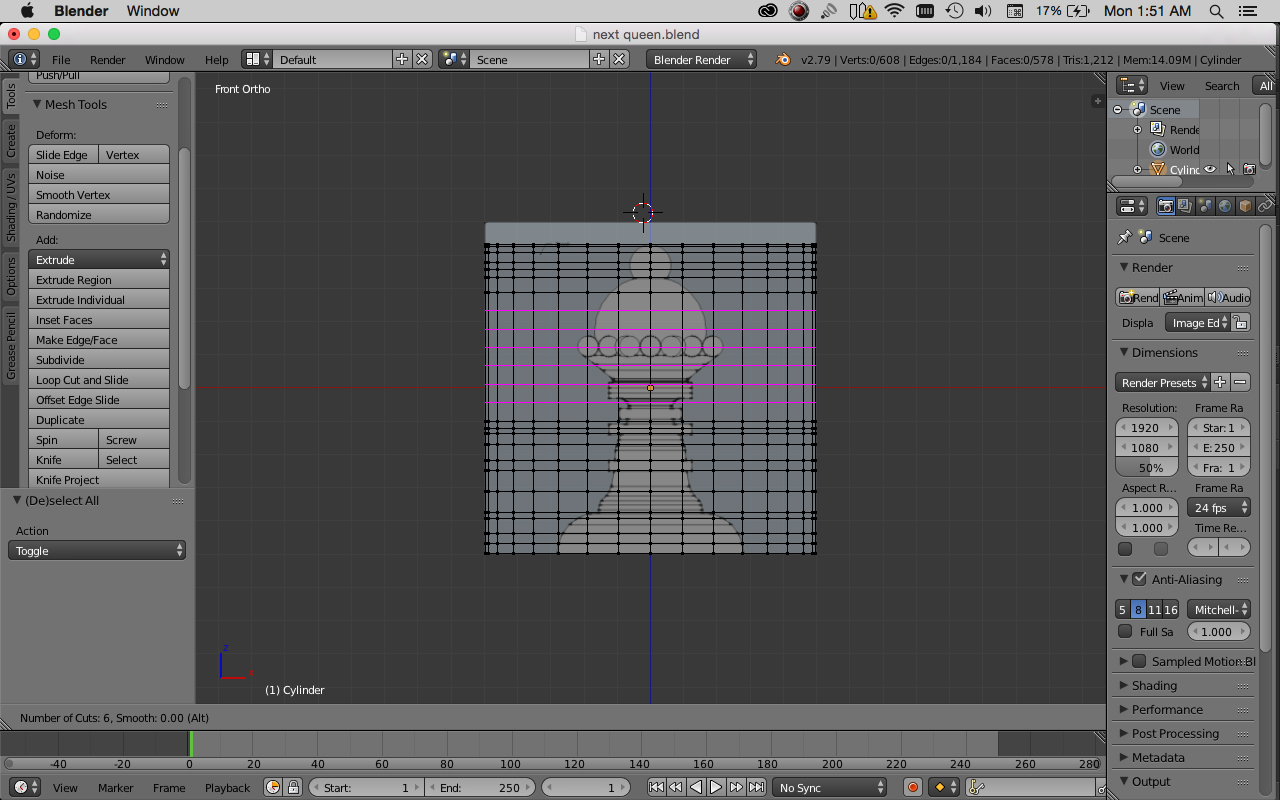 Blender Window 17% Mon 1:51 AM
next queen.blend
File Render Window Help Default Scene Blender Render v2.79 | Verts:0/608 | Edges:0/1,184 | Faces:0/578 | Tris:1,212 | Mem:14.09M | Cylinder
Push/Pull
Mesh Tools
Deform:
Slide Edge Vertex
Noise
Smooth Vertex
Randomize
Add:
Extrude
Extrude Region
Extrude Individual
Inset Faces
Make Edge/Face
Subdivide
Loop Cut and Slide
Offset Edge Slide
Duplicate
Spin Screw
Knife Select
Knife Project
Tools
Create
Shading / UVs
Options
Grease Pencil
(De)select All
Action
Toggle
Front Ortho
z
x
(1) Cylinder
Number of Cuts: 6, Smooth: 0.00 (Alt)
View Search All
Scene
Rende
World
Cylind
Scene
Render
Rend Anim Audio
Displa Image Ed
Dimensions
Render Presets
Resolution: Frame Ra
1920 Star: 1
1080 E: 250
50% Fra: 1
Aspect R... Frame Ra
1.000 24 fps
1.000 Time Re...
Anti-Aliasing
5 8 11 16 Mitchell-
Full Sa 1.000
Sampled Motion Bl
Shading
Performance
Post Processing
Metadata
Output
-40 -20 0 20 40 60 80 100 120 140 160 180 200 220 240 260 280
View Marker Frame Playback Start: 1 End: 250 1 No Sync